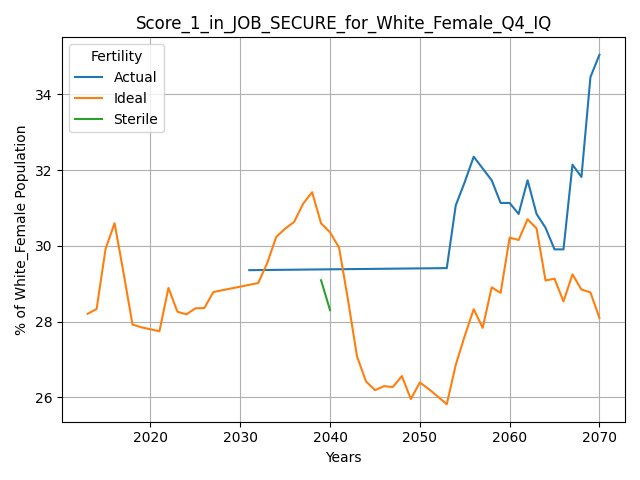 Score_1_in_JOB_SECURE_for_White_Female_Q4_IQ
Fertility
Actual
Ideal
Sterile
% of White_Female Population
34
32
30
28
26
2020 2030 2040 2050 2060 2070
Years